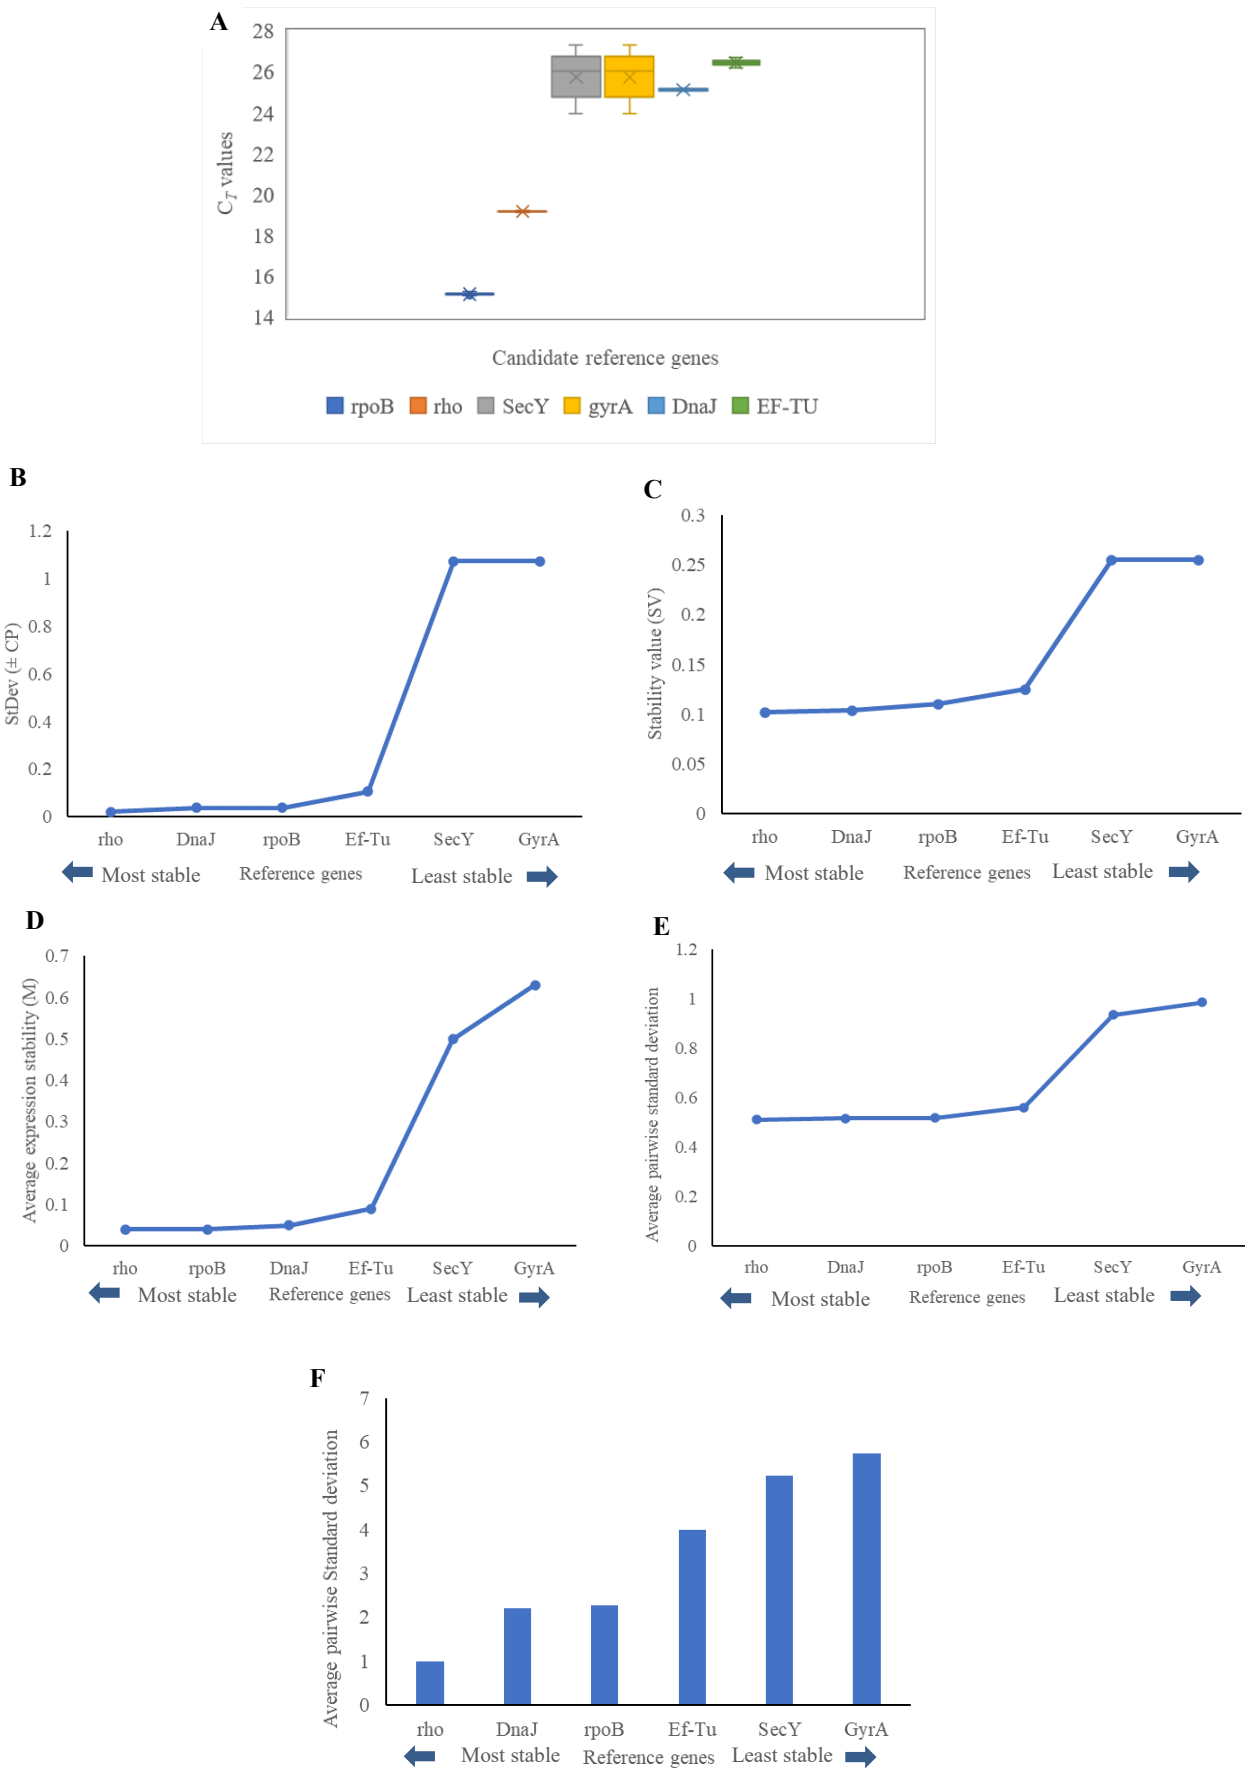 A
28
26
24
22
20
18
16
14
C_T values
Candidate reference genes
rpoB rho SecY gyrA DnaJ EF-TU
B
1.2
1
0.8
0.6
0.4
0.2
0
StDev (± CP)
rho DnaJ rpoB Ef-Tu SecY GyrA
Most stable Reference genes Least stable
C
0.3
0.25
0.2
0.15
0.1
0.05
0
Stability value (SV)
rho DnaJ rpoB Ef-Tu SecY GyrA
Most stable Reference genes Least stable
D
0.7
0.6
0.5
0.4
0.3
0.2
0.1
0
Average expression stability (M)
rho rpoB DnaJ Ef-Tu SecY GyrA
Most stable Reference genes Least stable
E
1.2
1
0.8
0.6
0.4
0.2
0
Average pairwise standard deviation
rho DnaJ rpoB Ef-Tu SecY GyrA
Most stable Reference genes Least stable
F
7
6
5
4
3
2
1
0
Average pairwise Standard deviation
rho DnaJ rpoB Ef-Tu SecY GyrA
Most stable Reference genes Least stable